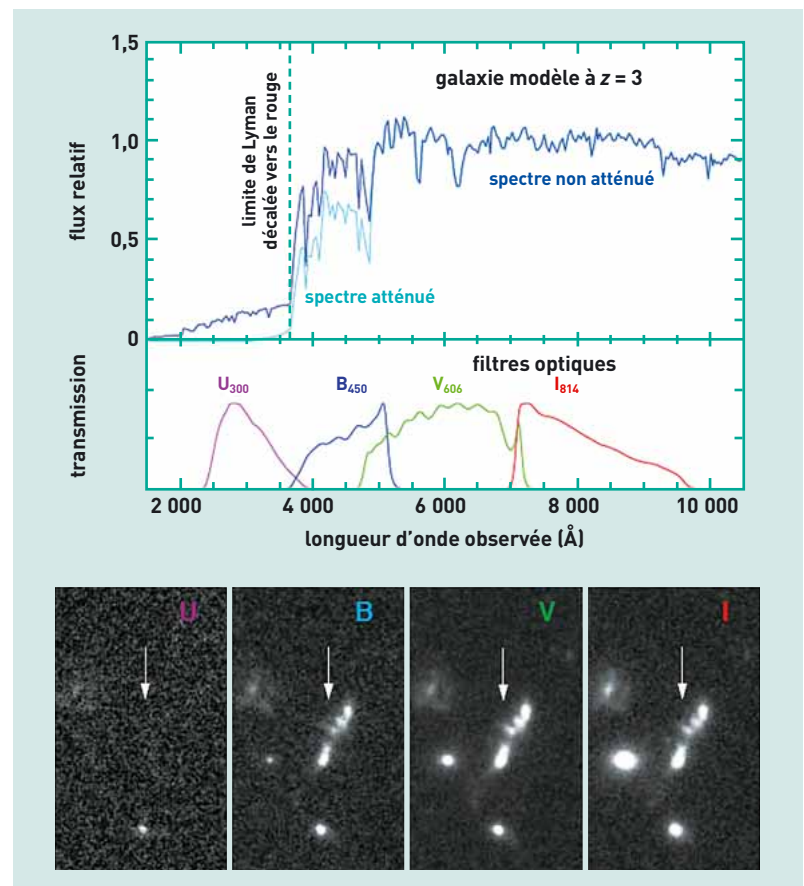 1,5
1,0
0,5
0
flux relatif
limite de Lyman
décalée vers le rouge
galaxie modèle à z = 3
spectre non atténué
spectre atténué
transmission
filtres optiques
U300
B450
V606
I814
2 000
4 000
6 000
8 000
10 000
longueur d’onde observée (Å)
U
B
V
I